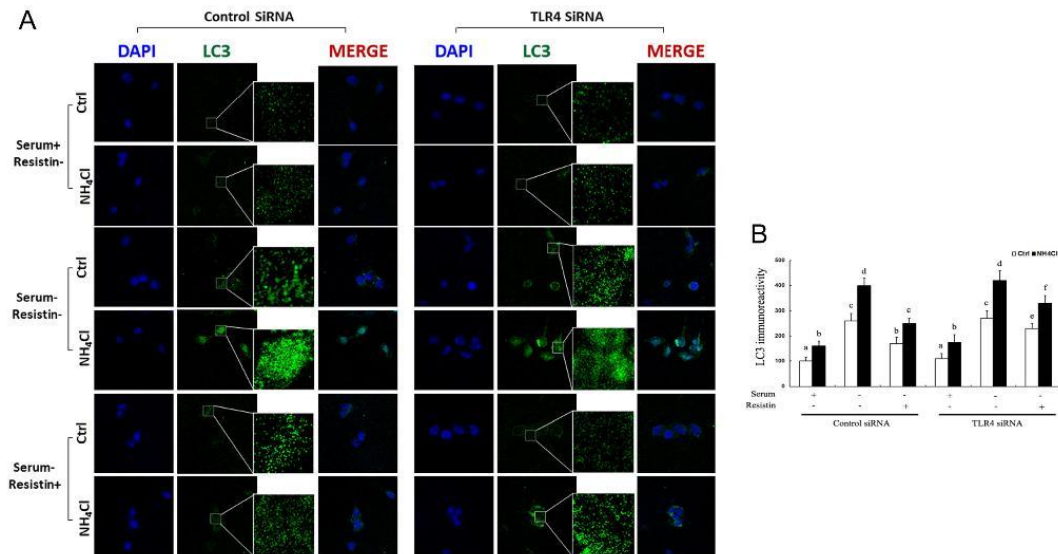 A
Control SiRNA
TLR4 SiRNA
DAPI LC3 MERGE DAPI LC3 MERGE
Serum+
Resistin-
Ctrl
NH₄Cl
Serum-
Resistin-
Ctrl
NH₄Cl
Serum-
Resistin+
Ctrl
NH₄Cl
B
Ctrl NH4Cl
LC3 immunoreactivity
500
400
300
200
100
0
a b c d b c a b c d e f
Serum + - - + - -
Resistin - - + - - +
Control siRNA TLR4 siRNA